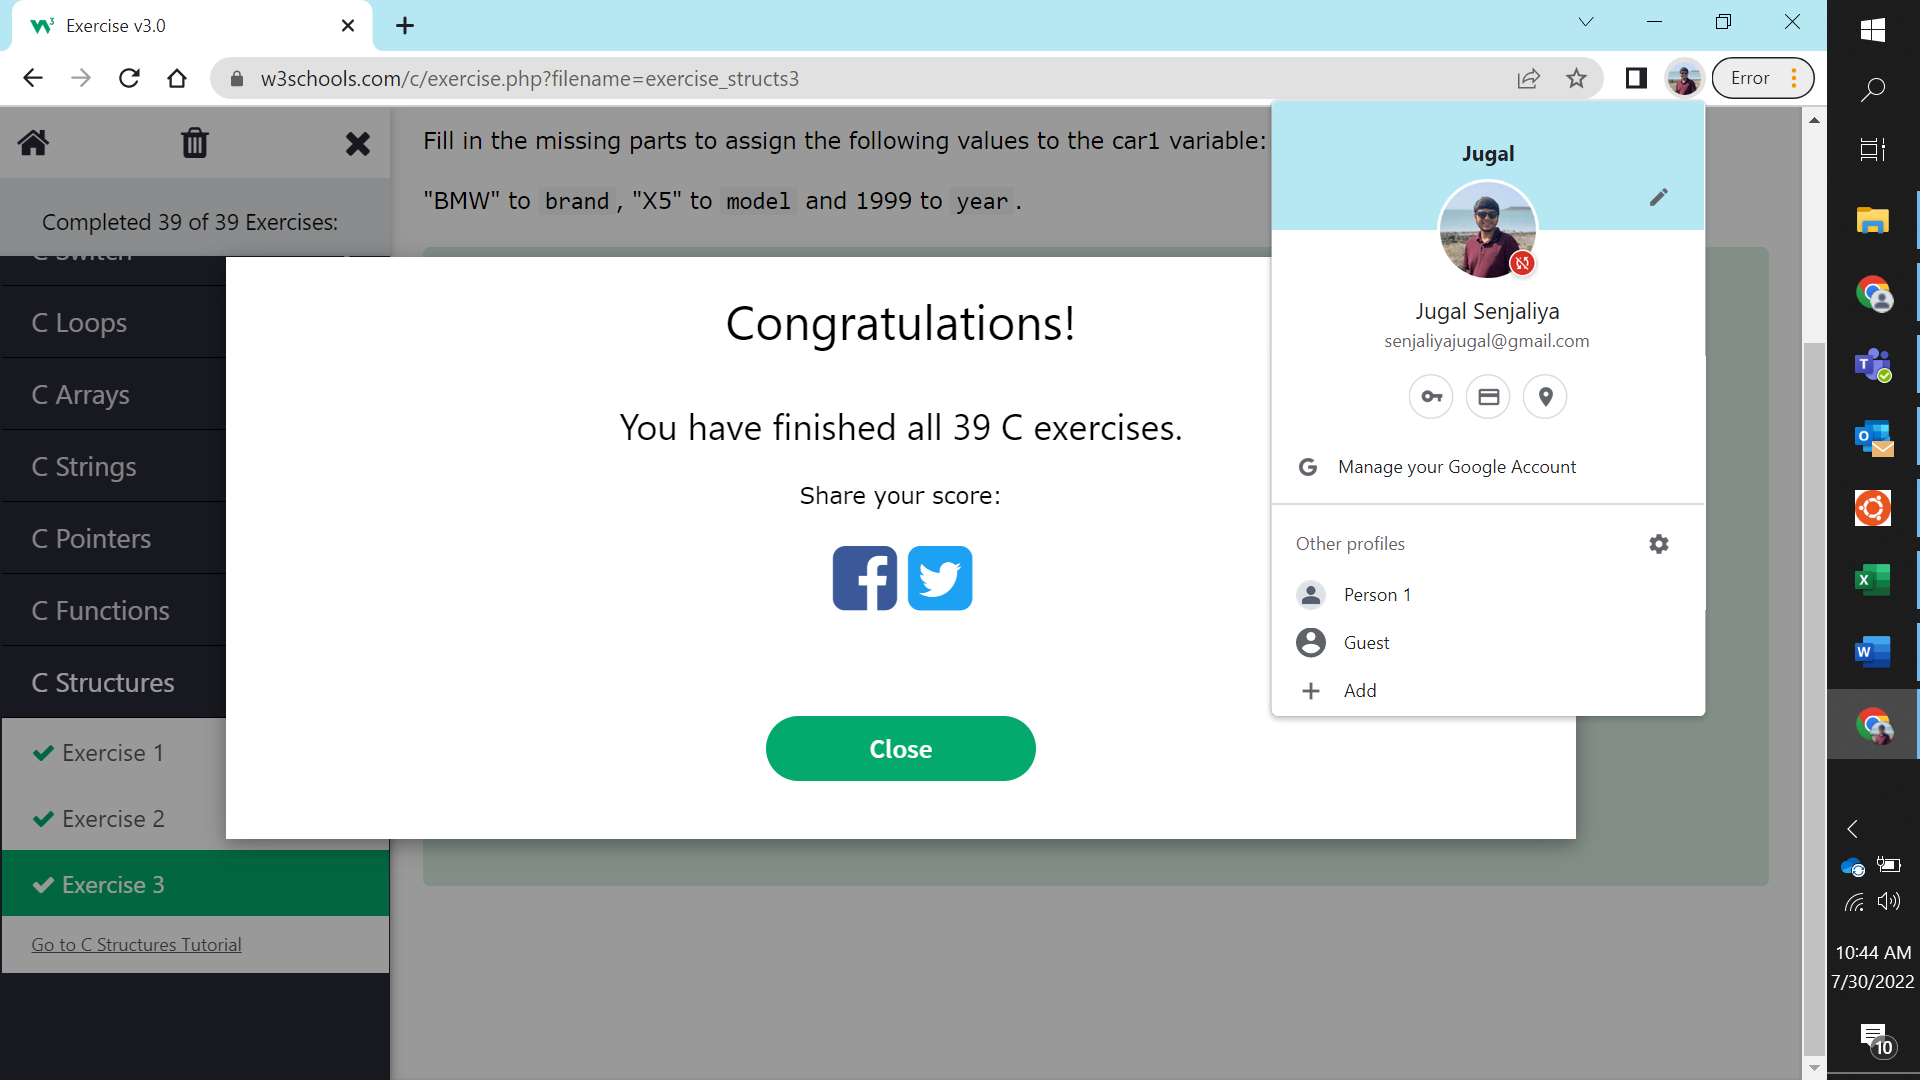 Exercise v3.0
w3schools.com/c/exercise.php?filename=exercise_structs3
Error
Completed 39 of 39 Exercises:
C Switch
C Loops
C Arrays
C Strings
C Pointers
C Functions
C Structures
Exercise 1
Exercise 2
Exercise 3
Go to C Structures Tutorial
Fill in the missing parts to assign the following values to the car1 variable:
"BMW" to brand, "X5" to model and 1999 to year.
Congratulations!
You have finished all 39 C exercises.
Share your score:
Close
Jugal
Jugal Senjaliya
senjaliyajugal@gmail.com
Manage your Google Account
Other profiles
Person 1
Guest
Add
10:44 AM
7/30/2022
10